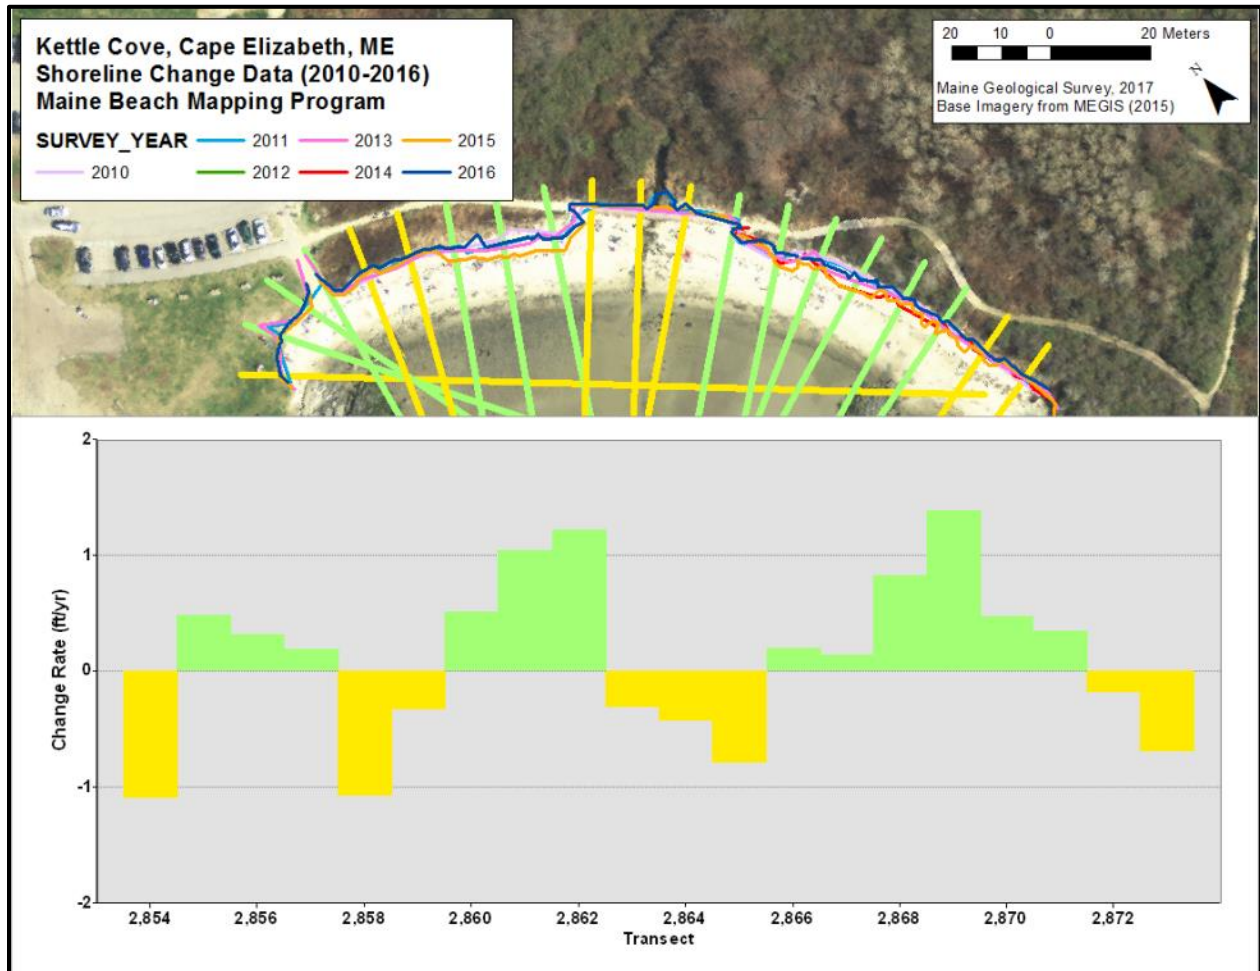 Kettle Cove, Cape Elizabeth, ME
Shoreline Change Data (2010-2016)
Maine Beach Mapping Program
SURVEY_YEAR 2011 2013 2015
2010 2012 2014 2016
20 10 0 20 Meters
N
Maine Geological Survey, 2017
Base Imagery from MEGIS (2015)
2
1
0
-1
-2
Change Rate (ft/yr)
2,854 2,856 2,858 2,860 2,862 2,864 2,866 2,868 2,870 2,872
Transect